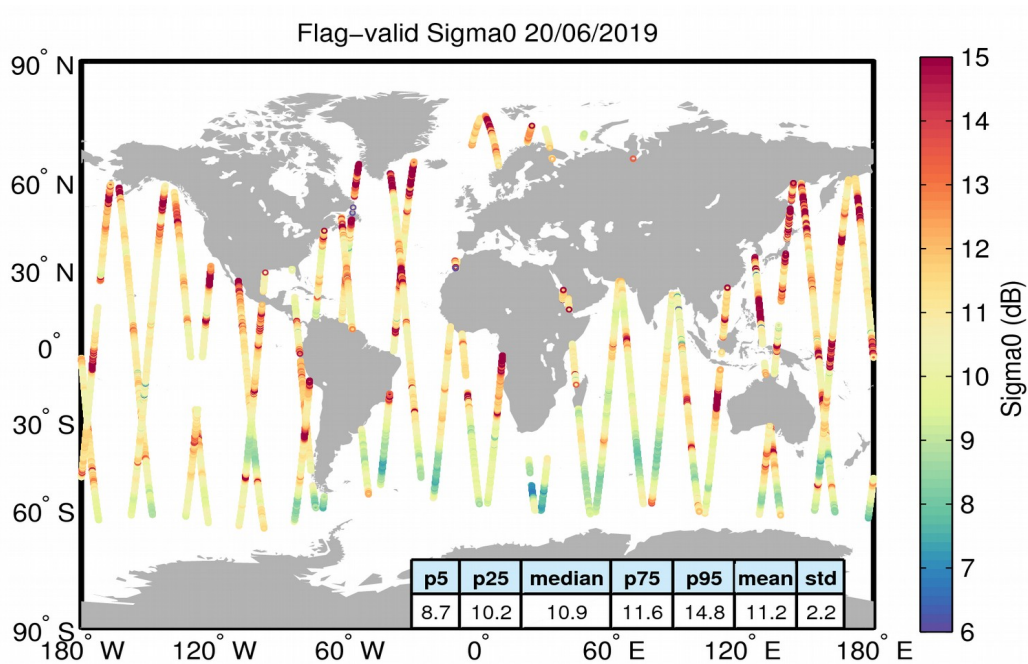 Flag-valid Sigma0 20/06/2019
90° N
60° N
30° N
0°
30° S
60° S
90° S
180° W 120° W 60° W 0° 60° E 120° E 180° E
15
14
13
12
11
10
9
8
7
6
Sigma0 (dB)
p5 p25 median p75 p95 mean std
8.7 10.2 10.9 11.6 14.8 11.2 2.2